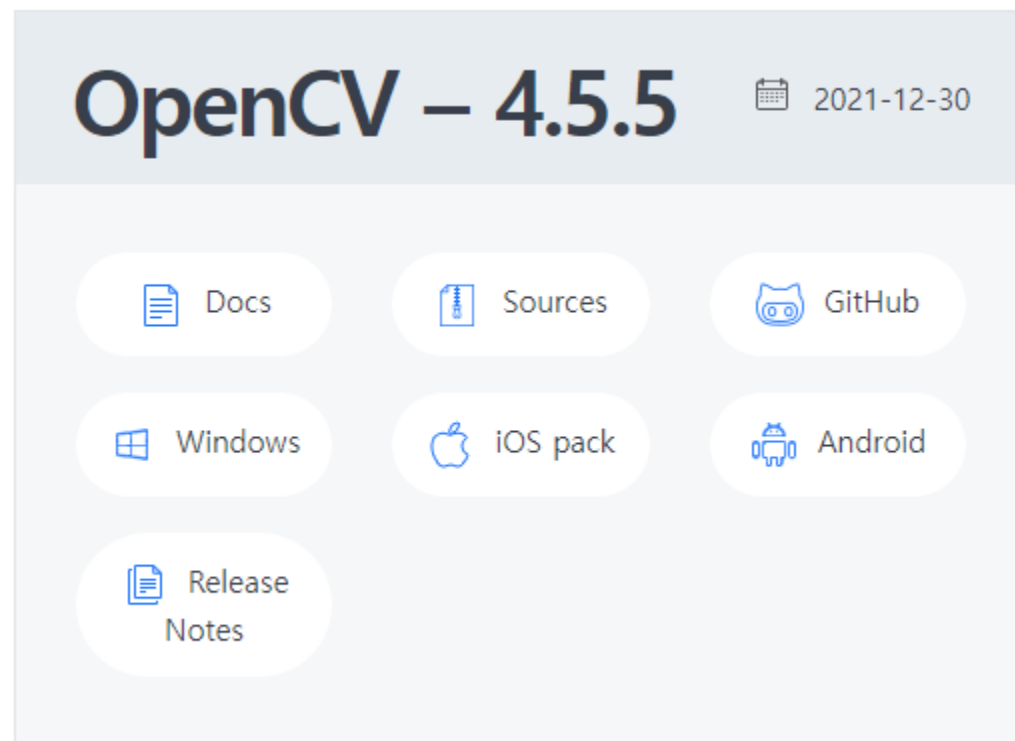 OpenCV – 4.5.5
2021-12-30
Docs
Sources
GitHub
Windows
iOS pack
Android
Release
Notes